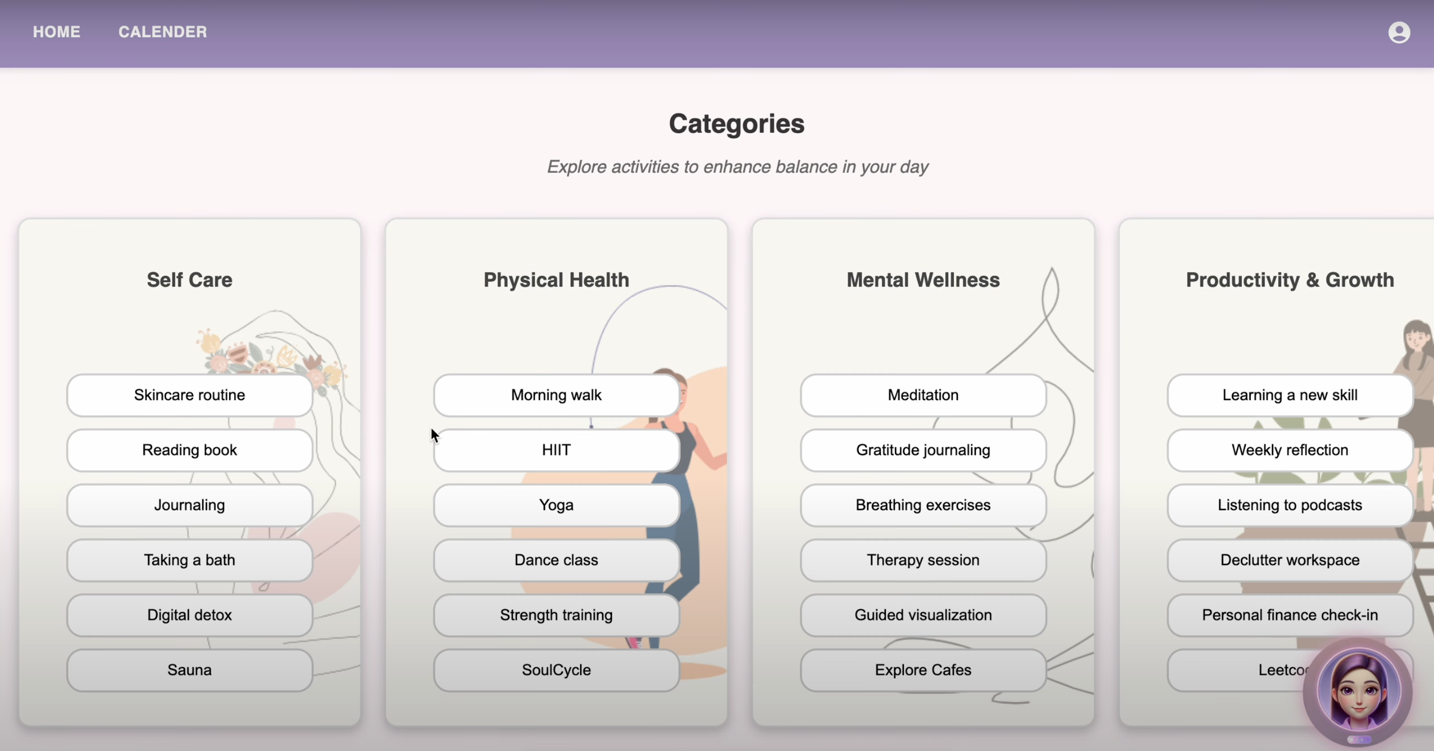 HOME CALENDER
Categories
Explore activities to enhance balance in your day
Self Care
Skincare routine
Reading book
Journaling
Taking a bath
Digital detox
Sauna
Physical Health
Morning walk
HIIT
Yoga
Dance class
Strength training
SoulCycle
Mental Wellness
Meditation
Gratitude journaling
Breathing exercises
Therapy session
Guided visualization
Explore Cafes
Productivity & Growth
Learning a new skill
Weekly reflection
Listening to podcasts
Declutter workspace
Personal finance check-in